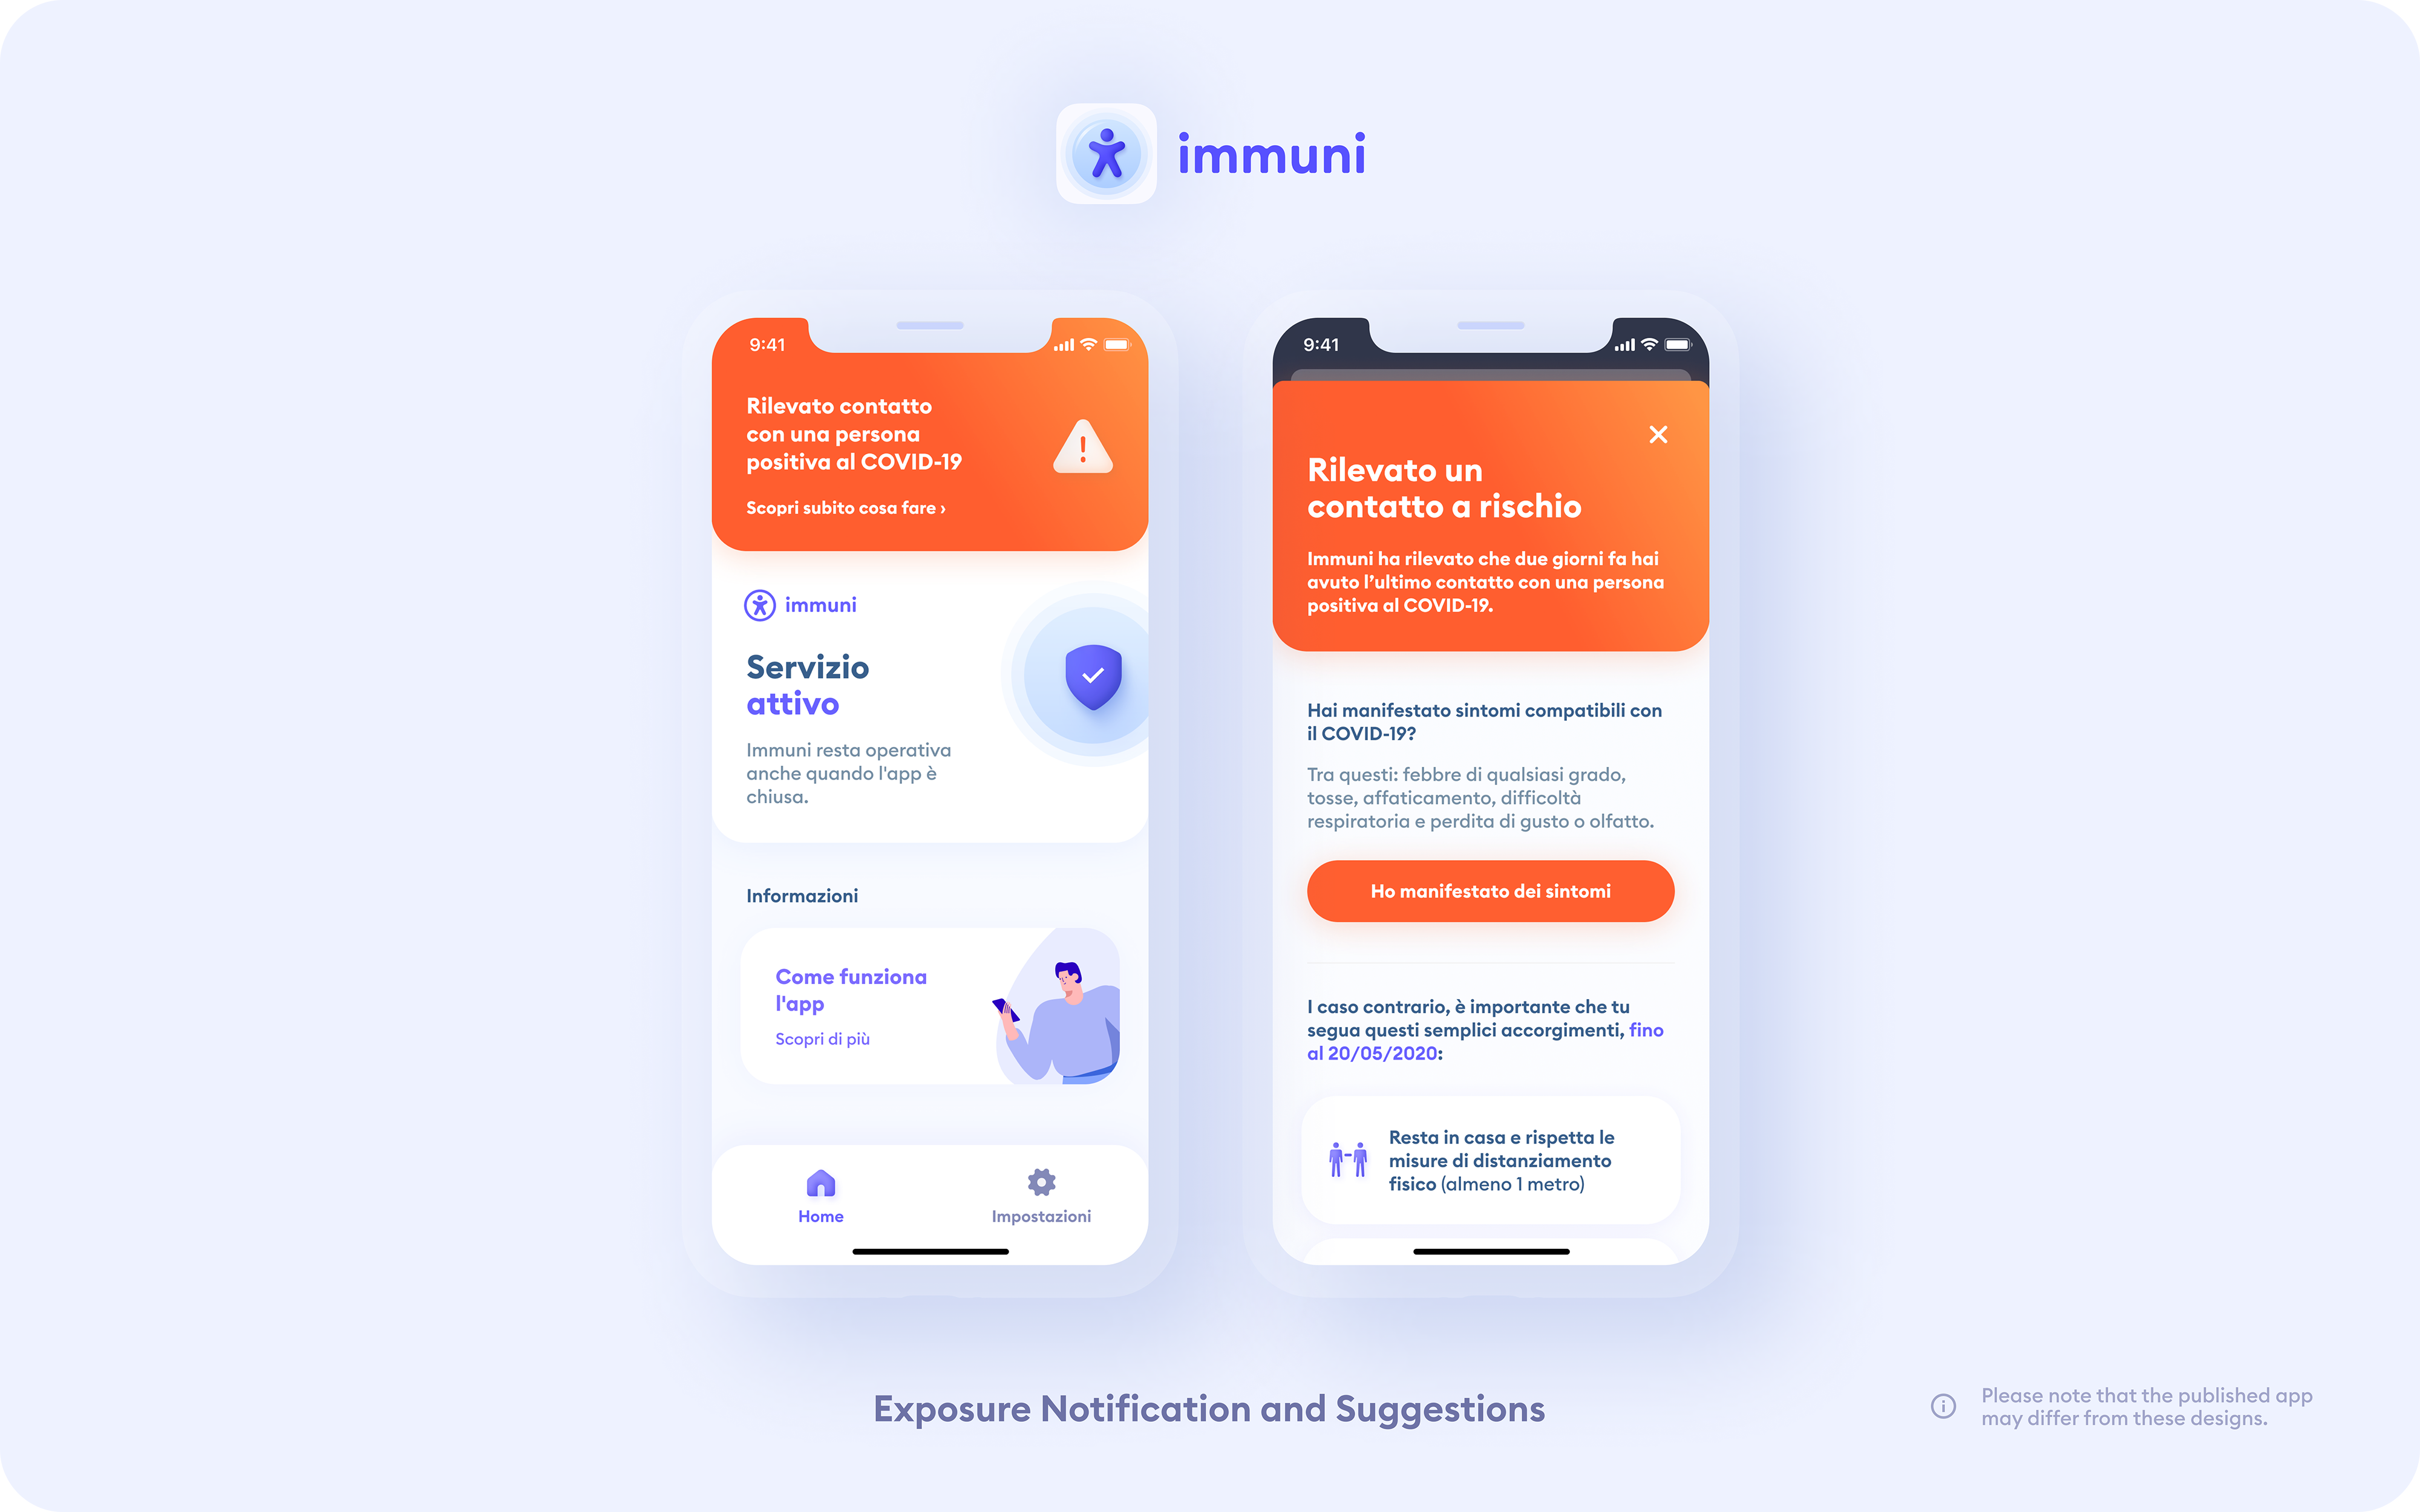 immuni
9:41
Rilevato contatto
con una persona
positiva al COVID-19
Scopri subito cosa fare ›
immuni
Servizio
attivo
Immuni resta operativa
anche quando l'app è
chiusa.
Informazioni
Come funziona
l'app
Scopri di più
Home
Impostazioni
9:41
Rilevato un
contatto a rischio
Immuni ha rilevato che due giorni fa hai
avuto l’ultimo contatto con una persona
positiva al COVID-19.
Hai manifestato sintomi compatibili con
il COVID-19?
Tra questi: febbre di qualsiasi grado,
tosse, affaticamento, difficoltà
respiratoria e perdita di gusto o olfatto.
Ho manifestato dei sintomi
I caso contrario, è importante che tu
segua questi semplici accorgimenti, fino
al 20/05/2020:
Resta in casa e rispetta le
misure di distanziamento
fisico (almeno 1 metro)
Exposure Notification and Suggestions
Please note that the published app
may differ from these designs.